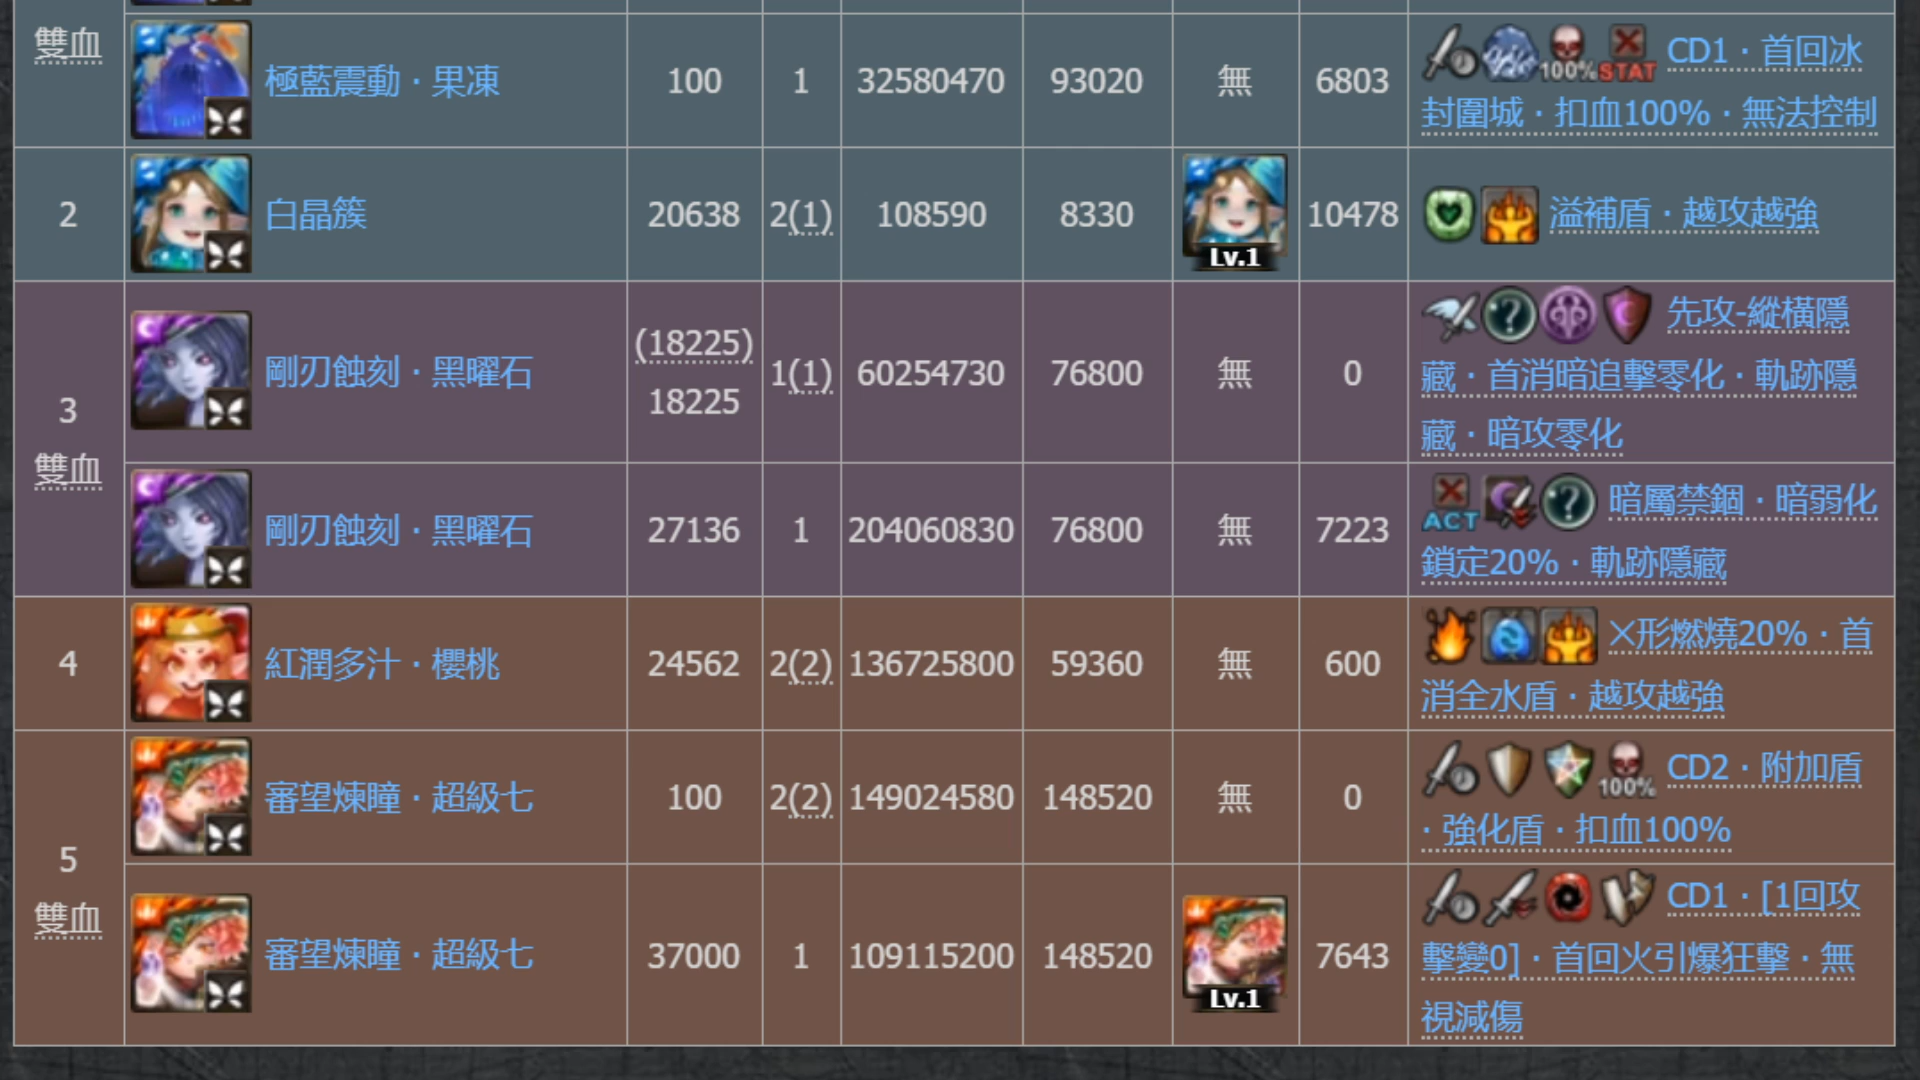 雙血
極藍震動．果凍 100 1 32580470 93020 無 6803 100% STAT CD1．首回冰
封圍城．扣血100%．無法控制
2 白晶簇 20638 2(1) 108590 8330 Lv.1 10478 溢補盾．越攻越強
3
雙血
剛刃蝕刻．黑曜石 (18225)
18225 1(1) 60254730 76800 無 0 先攻-縱橫隱
藏．首消暗追擊零化．軌跡隱
藏．暗攻零化
剛刃蝕刻．黑曜石 27136 1 204060830 76800 無 7223 ACT 暗屬禁錮．暗弱化
鎖定20%．軌跡隱藏
4 紅潤多汁．櫻桃 24562 2(2) 136725800 59360 無 600 ㄨ形燃燒20%．首
消全水盾．越攻越強
5
雙血
審望煉瞳．超級七 100 2(2) 149024580 148520 無 0 100% CD2．附加盾
．強化盾．扣血100%
審望煉瞳．超級七 37000 1 109115200 148520 Lv.1 7643 CD1．[1回攻
擊變0]．首回火引爆狂擊．無
視減傷